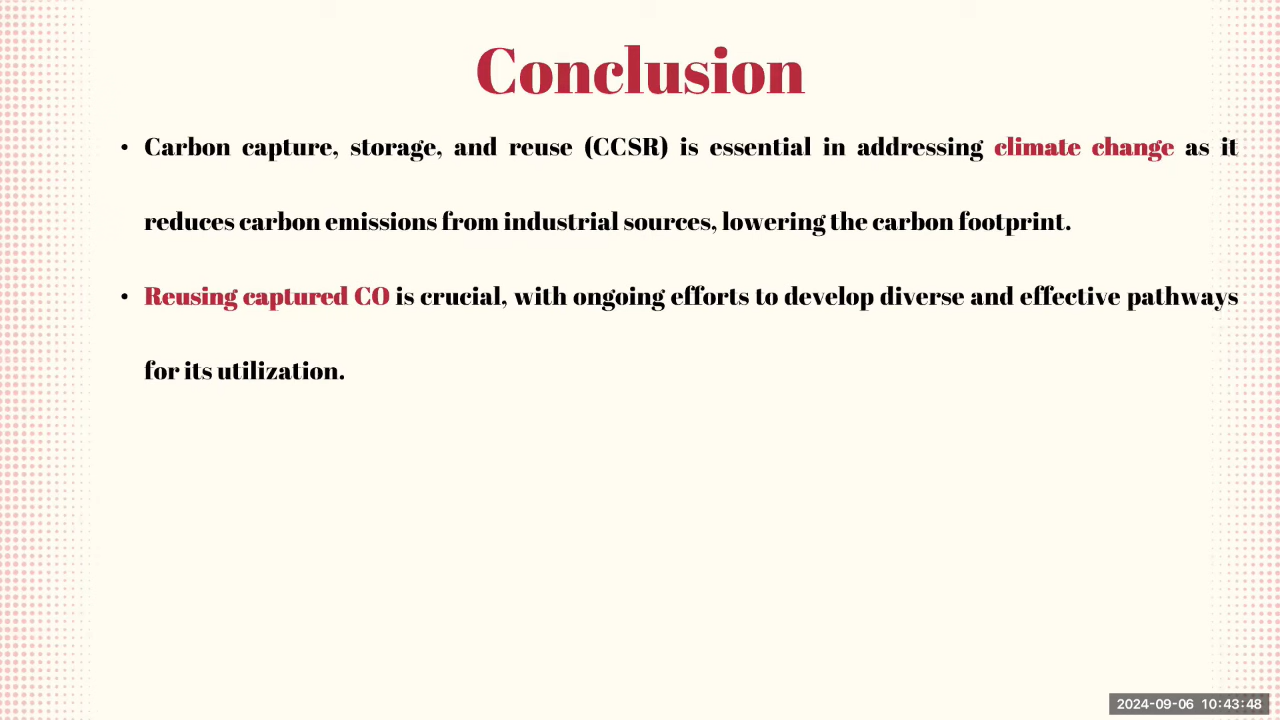 Conclusion
• Carbon capture, storage, and reuse (CCSR) is essential in addressing climate change as it
reduces carbon emissions from industrial sources, lowering the carbon footprint.
• Reusing captured CO is crucial, with ongoing efforts to develop diverse and effective pathways
for its utilization.
2024-09-06 10:43:48